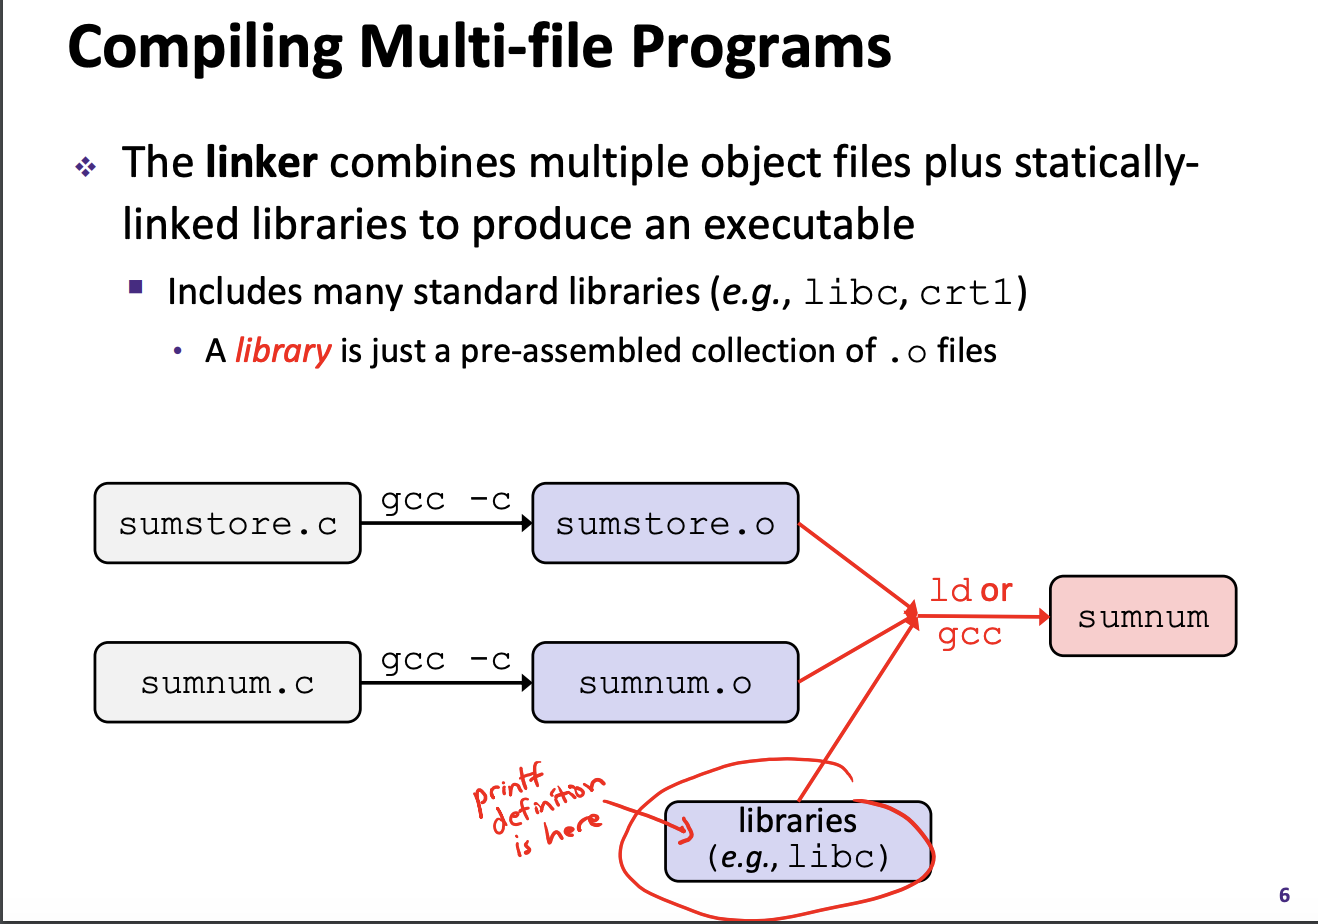 Compiling Multi-file Programs
❖ The linker combines multiple object files plus statically-
linked libraries to produce an executable
▪ Includes many standard libraries (e.g., libc, crt1)
• A library is just a pre-assembled collection of .o files
sumstore.c
gcc -c
sumstore.o
ld or
gcc
sumnum
sumnum.c
gcc -c
sumnum.o
printf
definition
is here
libraries
(e.g., libc)
6